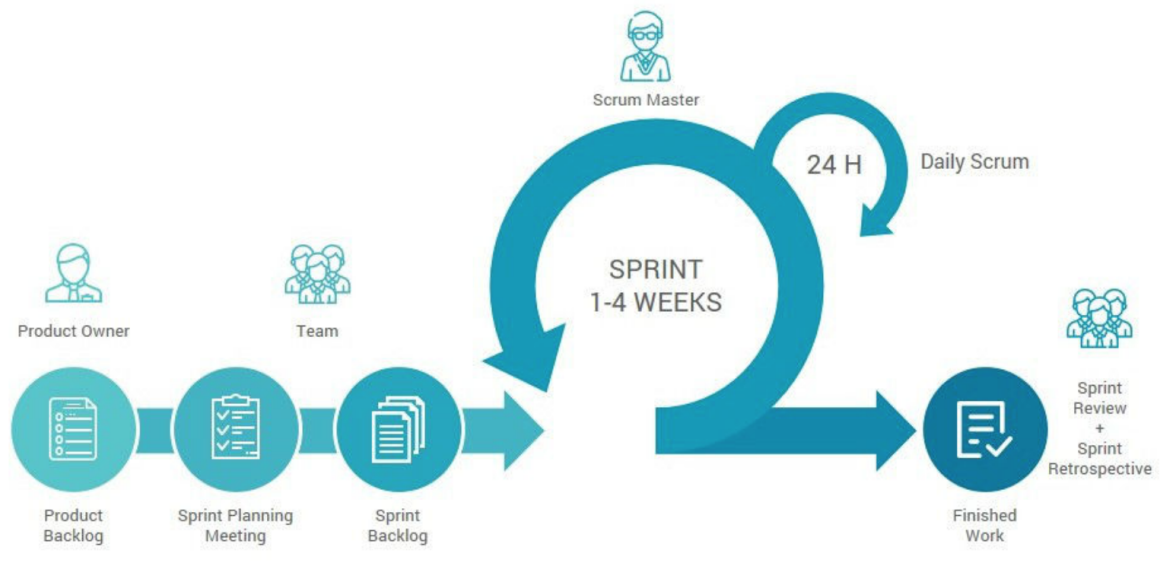 Scrum Master
24 H
Daily Scrum
SPRINT
1-4 WEEKS
Product Owner
Team
Product
Backlog
Sprint Planning
Meeting
Sprint
Backlog
Finished
Work
Sprint
Review
+
Sprint
Retrospective